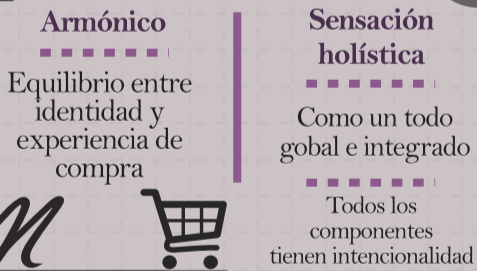 Armónico
Equilibrio entre
identidad y
experiencia de
compra
Sensación
holística
Como un todo
gobal e integrado
Todos los
componentes
tienen intencionalidad